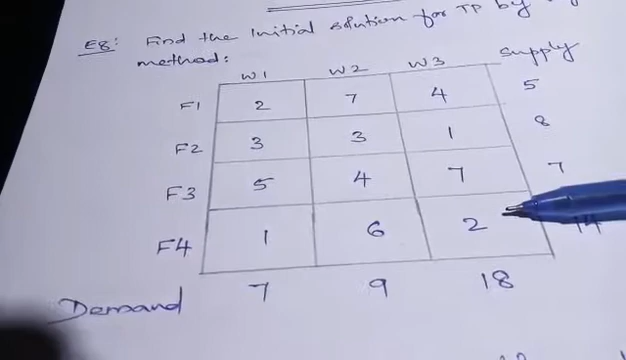 E8: Find the Initial solution for TP by
method:
W1 W2 W3 Supply
F1 2 7 4 5
F2 3 3 1 8
F3 5 4 7 7
F4 1 6 2 14
Demand 7 9 18